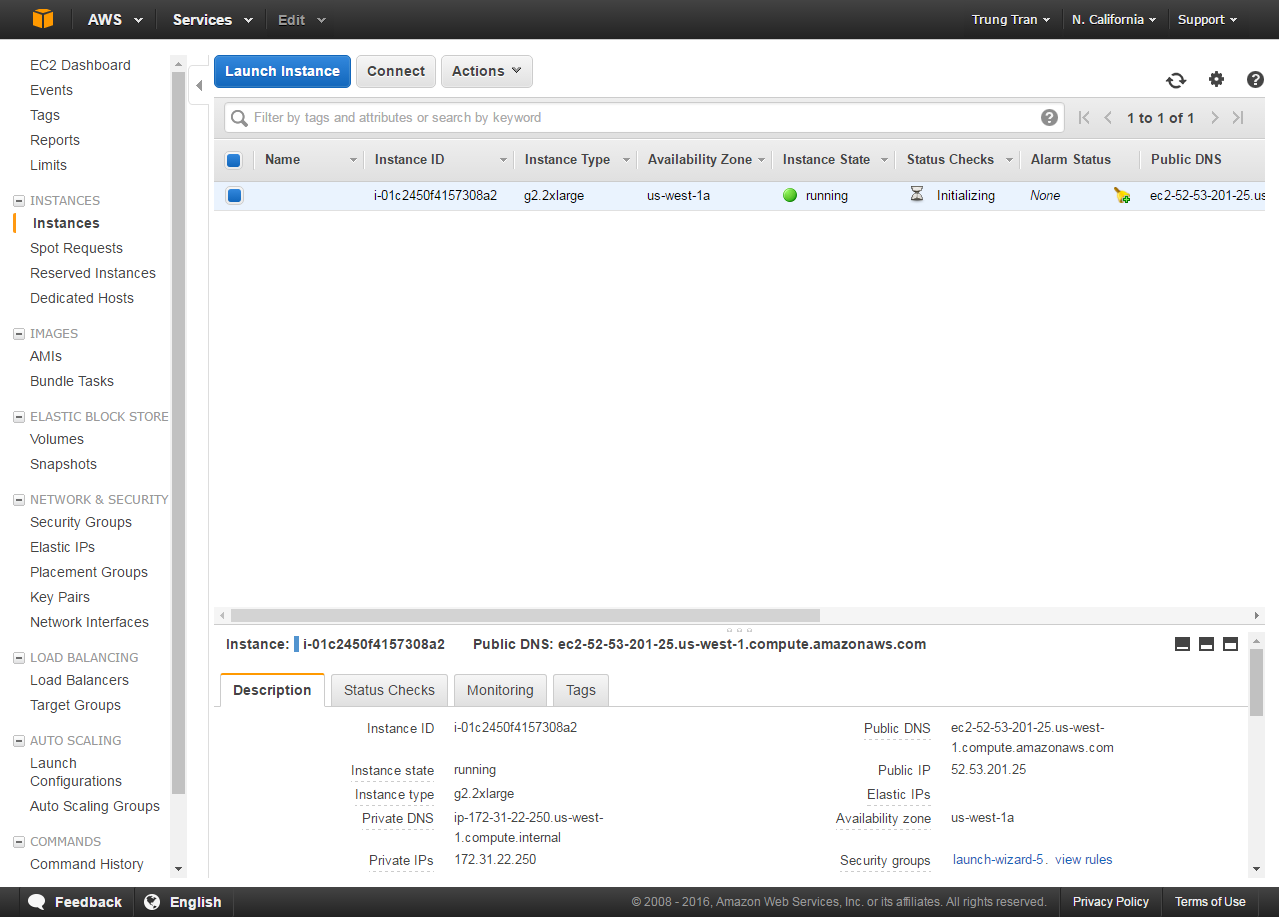 AWS Services Edit Trung Tran N. California Support
EC2 Dashboard
Events
Tags
Reports
Limits
INSTANCES
Instances
Spot Requests
Reserved Instances
Dedicated Hosts
IMAGES
AMIs
Bundle Tasks
ELASTIC BLOCK STORE
Volumes
Snapshots
NETWORK & SECURITY
Security Groups
Elastic IPs
Placement Groups
Key Pairs
Network Interfaces
LOAD BALANCING
Load Balancers
Target Groups
AUTO SCALING
Launch
Configurations
Auto Scaling Groups
COMMANDS
Command History
Launch Instance Connect Actions
Filter by tags and attributes or search by keyword 1 to 1 of 1
Name Instance ID Instance Type Availability Zone Instance State Status Checks Alarm Status Public DNS
i-01c2450f4157308a2 g2.2xlarge us-west-1a running Initializing None ec2-52-53-201-25.us
Instance: i-01c2450f4157308a2 Public DNS: ec2-52-53-201-25.us-west-1.compute.amazonaws.com
Description Status Checks Monitoring Tags
Instance ID i-01c2450f4157308a2 Public DNS ec2-52-53-201-25.us-west-
1.compute.amazonaws.com
Instance state running Public IP 52.53.201.25
Instance type g2.2xlarge Elastic IPs
Private DNS ip-172-31-22-250.us-west- Availability zone us-west-1a
1.compute.internal
Private IPs 172.31.22.250 Security groups launch-wizard-5. view rules
Feedback English © 2008 - 2016, Amazon Web Services, Inc. or its affiliates. All rights reserved. Privacy Policy Terms of Use